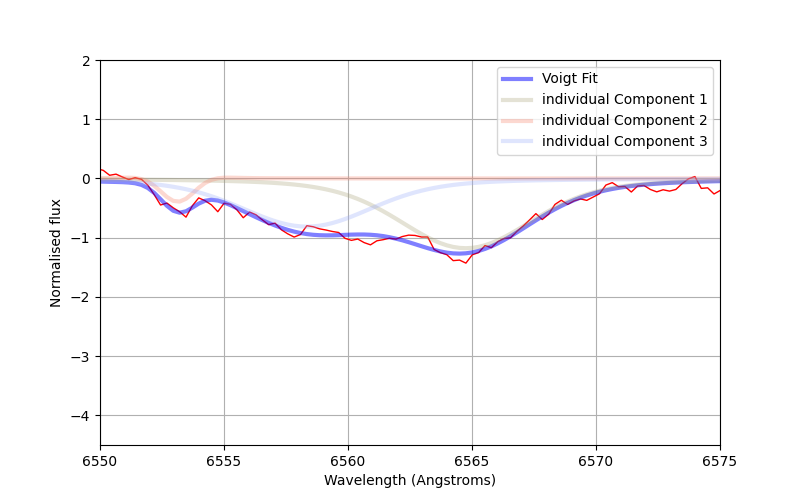 2
1
0
−1
−2
−3
−4
Normalised flux
Voigt Fit
individual Component 1
individual Component 2
individual Component 3
6550 6555 6560 6565 6570 6575
Wavelength (Angstroms)